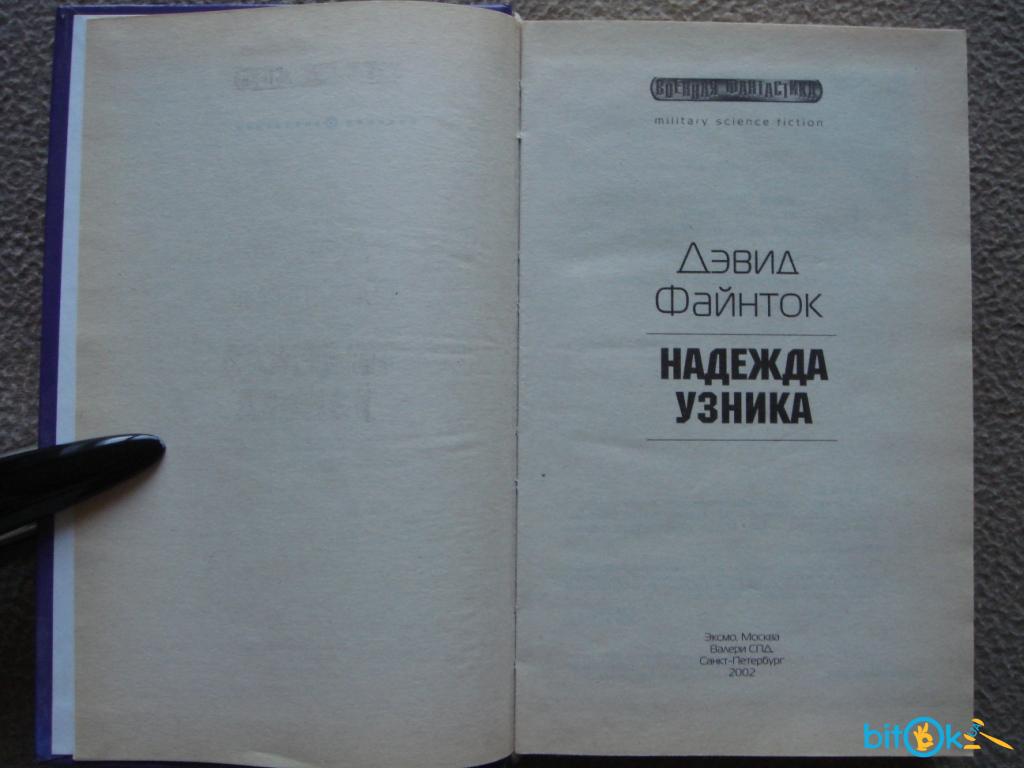 ВОЕННАЯ ФАНТАСТИКА
military science fiction
Дэвид
Файнток
НАДЕЖДА
УЗНИКА
Эксмо, Москва
Валери СПД,
Санкт-Петербург
2002
bitOk